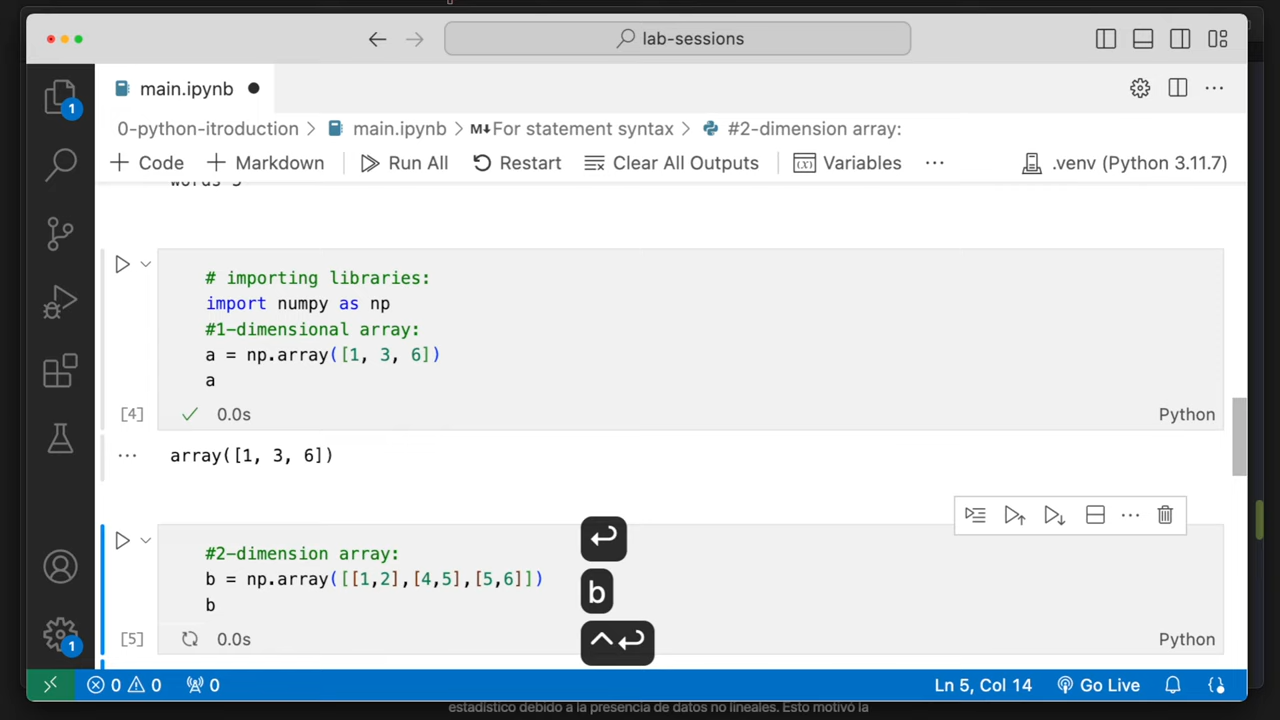 lab-sessions
main.ipynb
1
0-python-itroduction > main.ipynb > M↓For statement syntax > #2-dimension array:
+ Code + Markdown Run All Restart Clear All Outputs Variables ... .venv (Python 3.11.7)
# importing libraries:
import numpy as np
#1-dimensional array:
a = np.array([1, 3, 6])
a
[4] 0.0s Python
array([1, 3, 6])
#2-dimension array:
b = np.array([[1,2],[4,5],[5,6]])
b
b
[5] 0.0s Python
1
0 0 0 Ln 5, Col 14 Go Live
estadístico debido a la presencia de datos no lineales. Esto motivó la